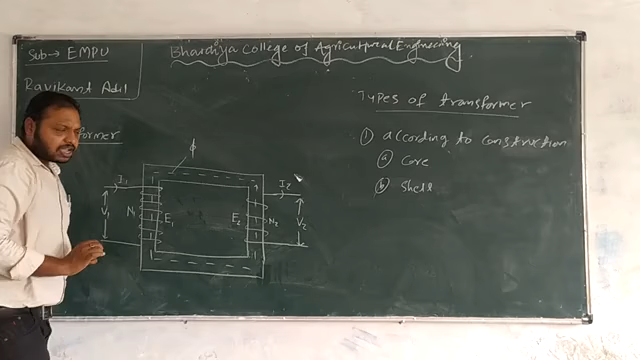 Sub → EMPU
Bhartiya College of Agricultural Engineering
Ravikant Adil
Types of transformer
① according to construction
former
ⓐ Core
ⓑ Shell
ϕ
I₁
I₂
V₁
N₁
E₁
E₂
N₂
V₂